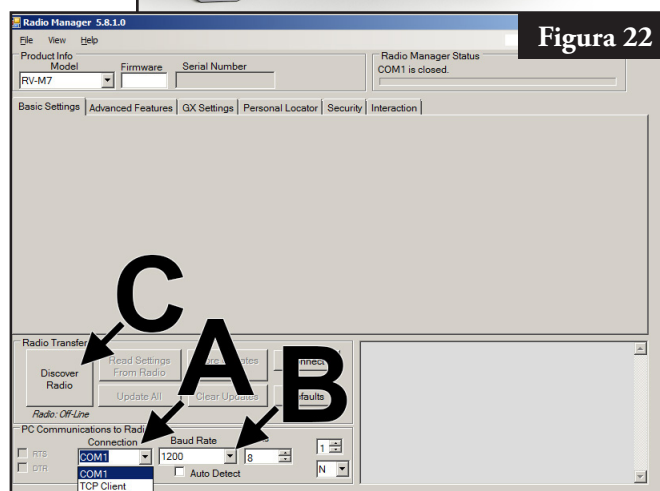 Radio Manager 5.8.1.0
Figura 22
File View Help
Product Info
Model Firmware Serial Number
RV-M7
Radio Manager Status
COM1 is closed.
Basic Settings Advanced Features GX Settings Personal Locator Security Interaction
C
A
B
Radio Transfer
Discover Radio
Read Settings From Radio
Update All
Clear Updates
Radio: Off-Line
PC Communications to
Connection Baud Rate
RTS COM1 1200 8 1
DTR COM1 Auto Detect N
TCP Client